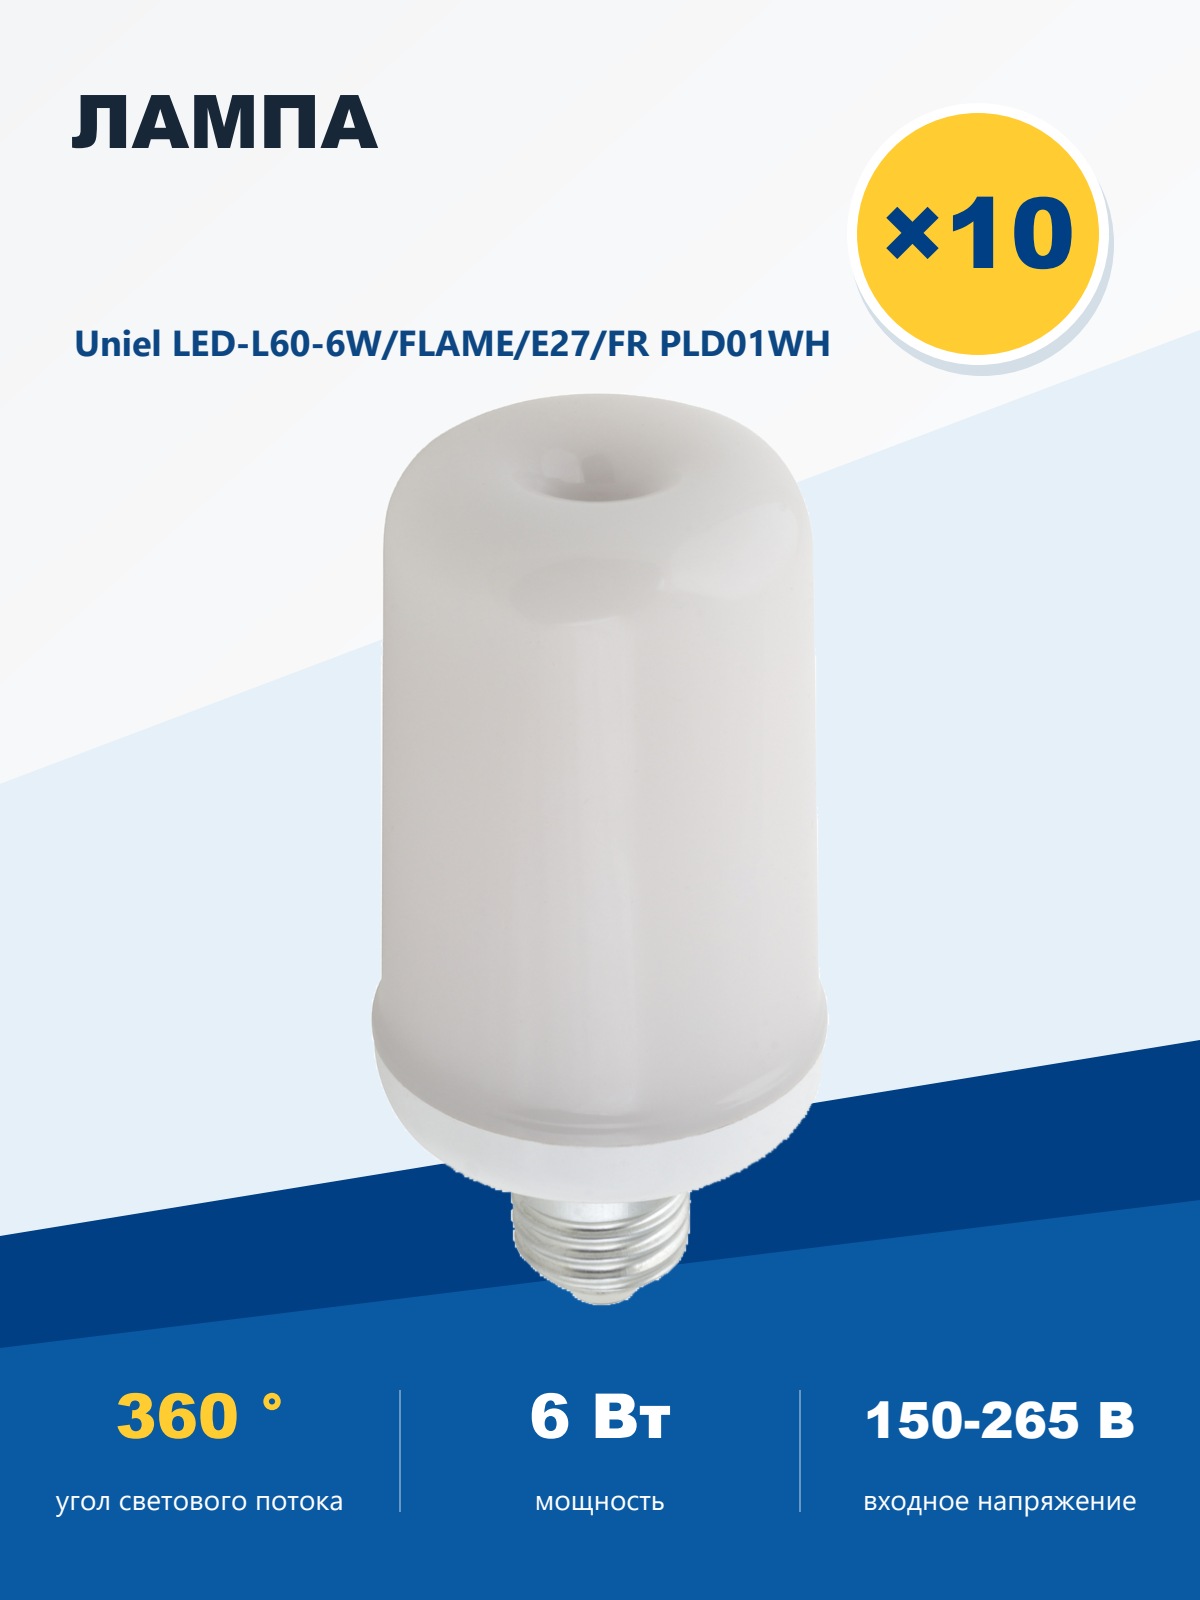 ЛАМПА
×10
Uniel LED-L60-6W/FLAME/E27/FR PLD01WH
360 °
угол светового потока
6 Вт
мощность
150-265 В
входное напряжение